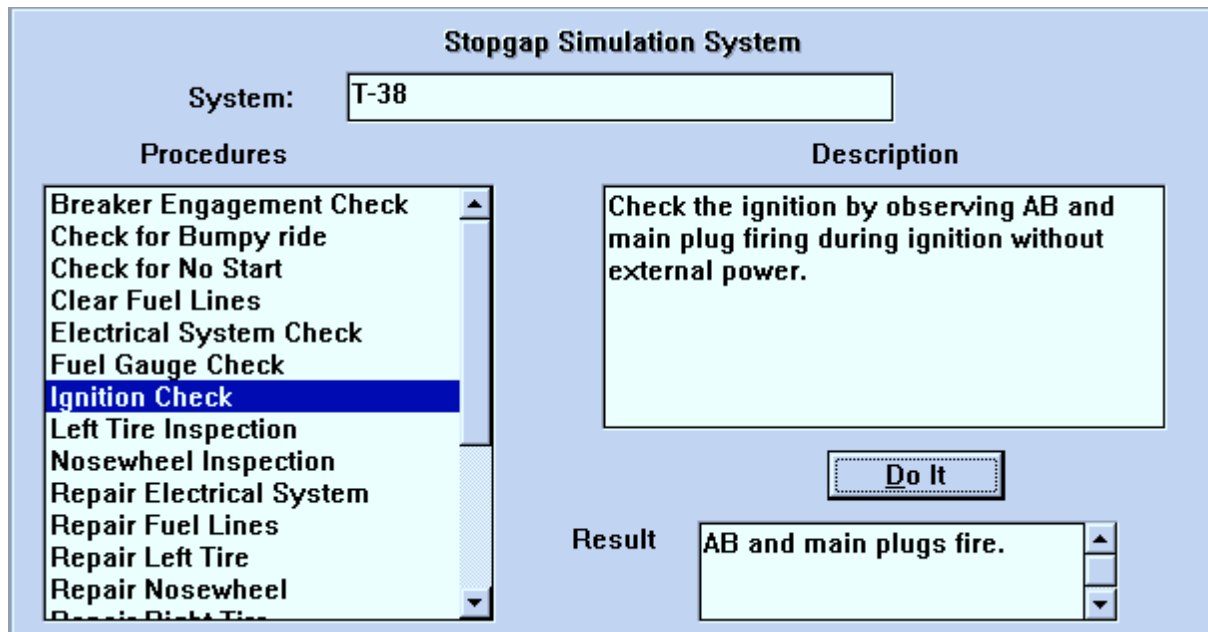 Stopgap Simulation System
System: T-38
Procedures
Breaker Engagement Check
Check for Bumpy ride
Check for No Start
Clear Fuel Lines
Electrical System Check
Fuel Gauge Check
Ignition Check
Left Tire Inspection
Nosewheel Inspection
Repair Electrical System
Repair Fuel Lines
Repair Left Tire
Repair Nosewheel
Repair Right Tire
Description
Check the ignition by observing AB and
main plug firing during ignition without
external power.
Do It
Result
AB and main plugs fire.